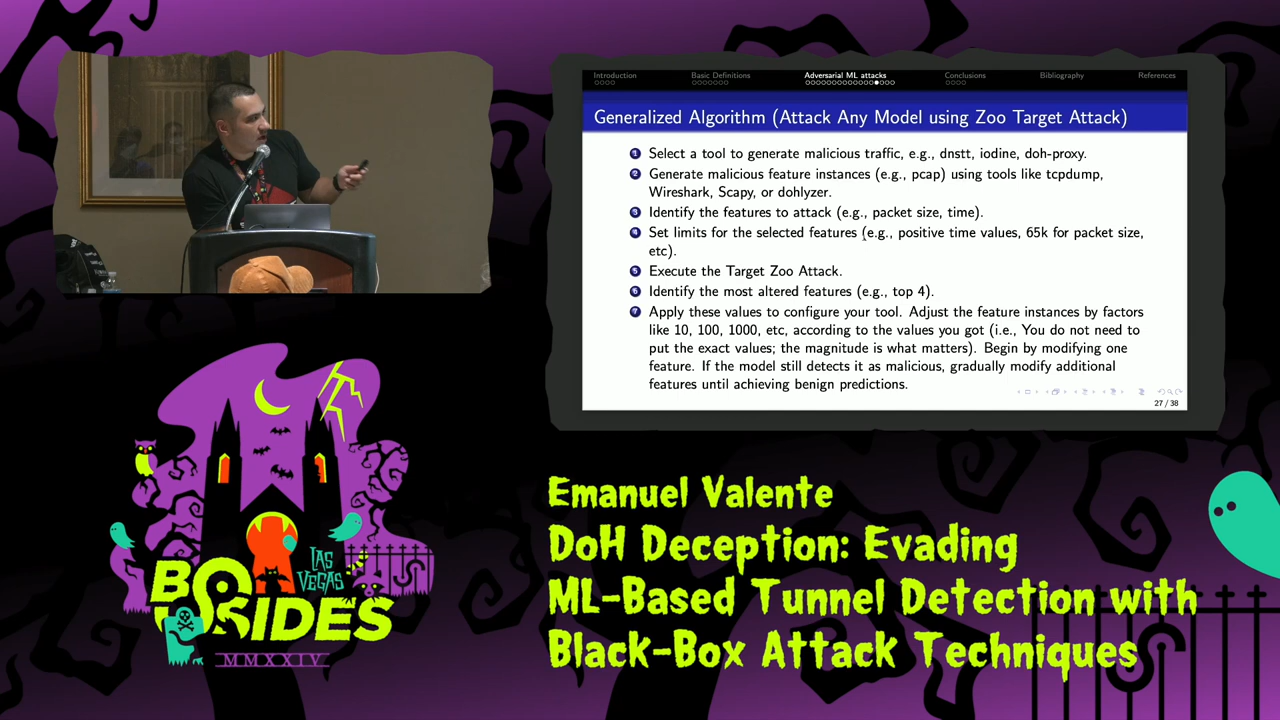 Introduction
Basic Definitions
Adversarial ML attacks
Conclusions
Bibliography
References
Generalized Algorithm (Attack Any Model using Zoo Target Attack)
1 Select a tool to generate malicious traffic, e.g., dnstt, iodine, doh-proxy.
2 Generate malicious feature instances (e.g., pcap) using tools like tcpdump,
Wireshark, Scapy, or dohlyzer.
3 Identify the features to attack (e.g., packet size, time).
4 Set limits for the selected features (e.g., positive time values, 65k for packet size,
etc).
5 Execute the Target Zoo Attack.
6 Identify the most altered features (e.g., top 4).
7 Apply these values to configure your tool. Adjust the feature instances by factors
like 10, 100, 1000, etc, according to the values you got (i.e., You do not need to
put the exact values; the magnitude is what matters). Begin by modifying one
feature. If the model still detects it as malicious, gradually modify additional
features until achieving benign predictions.
27 / 38
LAS
VEGAS
BSIDES
MMXXIV
Emanuel Valente
DoH Deception: Evading
ML-Based Tunnel Detection with
Black-Box Attack Techniques